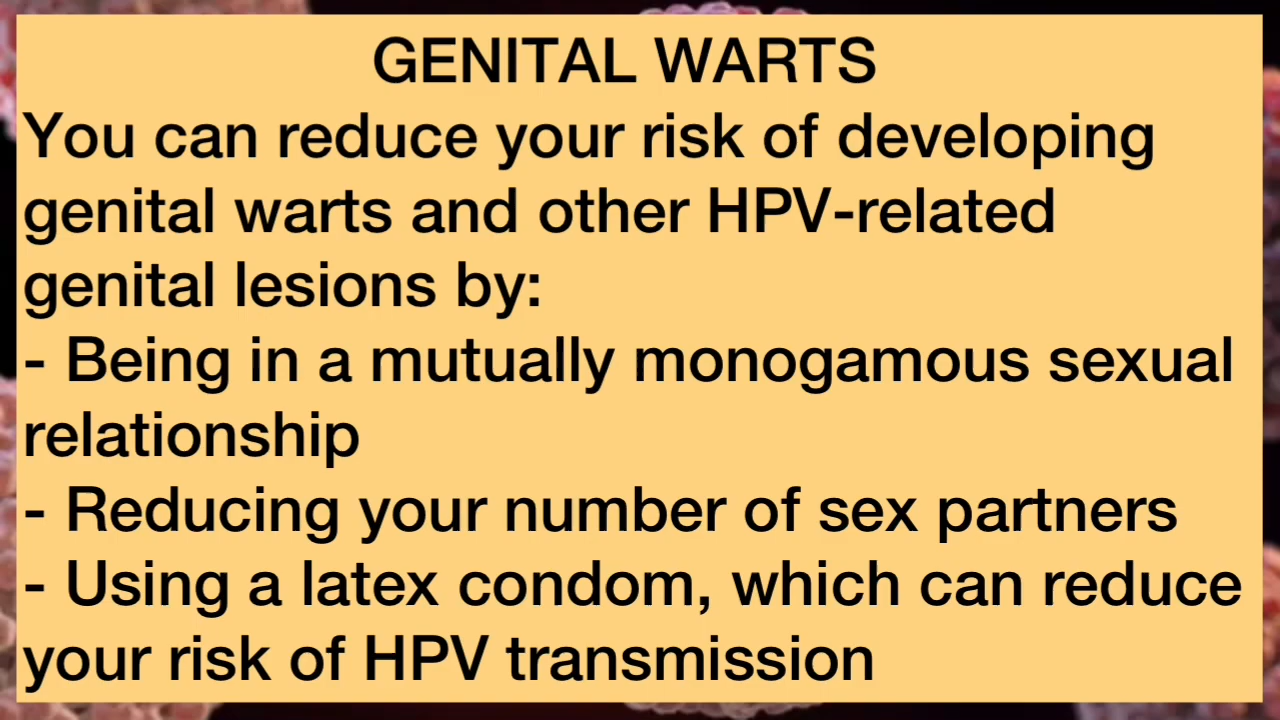 GENITAL WARTS
You can reduce your risk of developing
genital warts and other HPV-related
genital lesions by:
- Being in a mutually monogamous sexual
relationship
- Reducing your number of sex partners
- Using a latex condom, which can reduce
your risk of HPV transmission